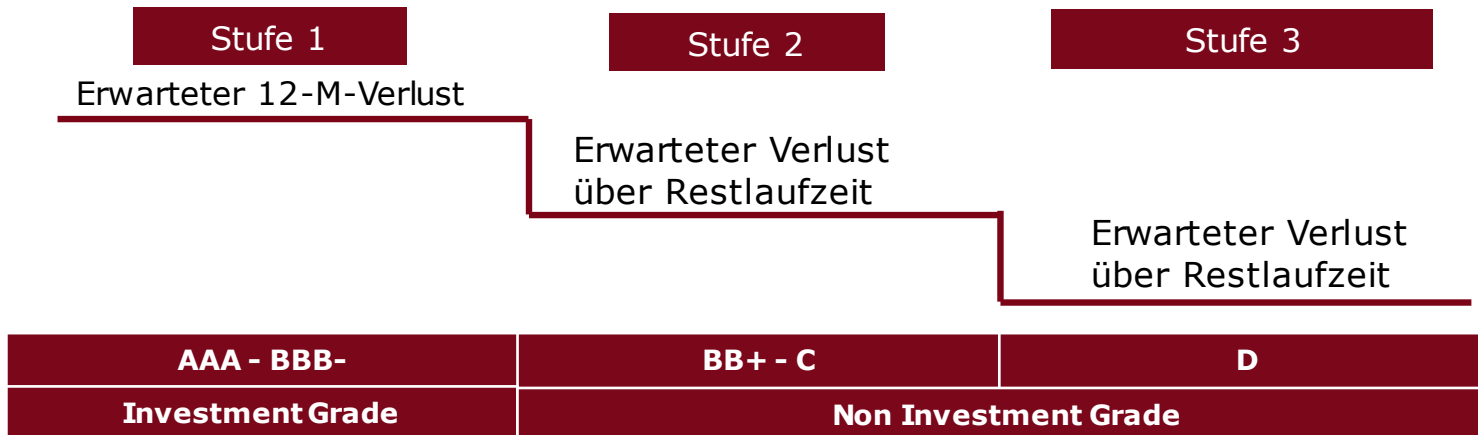 Stufe 1
Stufe 2
Stufe 3
Erwarteter 12-M-Verlust
Erwarteter Verlust
über Restlaufzeit
Erwarteter Verlust
über Restlaufzeit
AAA - BBB-
BB+ - C
D
Investment Grade
Non Investment Grade